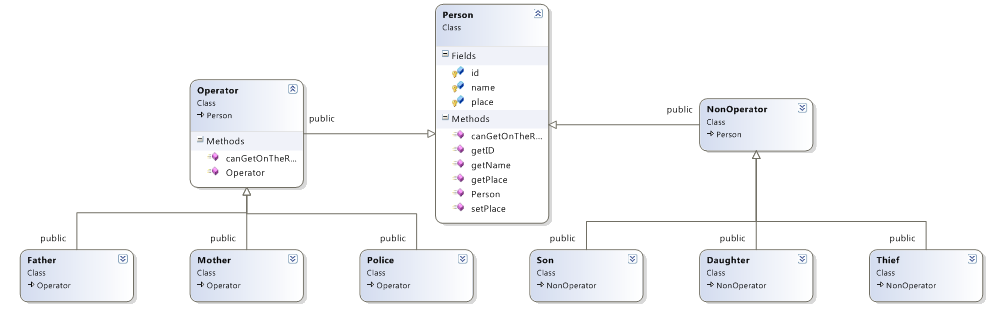 Person
Class
Fields
id
name
place
Methods
canGetOnTheR...
getID
getName
getPlace
Person
setPlace
Operator
Class
Person
Methods
canGetOnTheR...
Operator
public
public
NonOperator
Class
Person
public
Father
Class
Operator
public
Mother
Class
Operator
public
Police
Class
Operator
public
Son
Class
NonOperator
public
Daughter
Class
NonOperator
public
Thief
Class
NonOperator